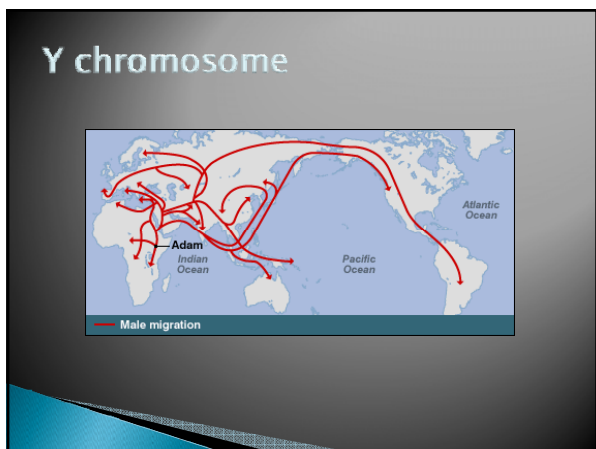 Y chromosome
Atlantic
Ocean
Adam
Indian
Ocean
Pacific
Ocean
Male migration